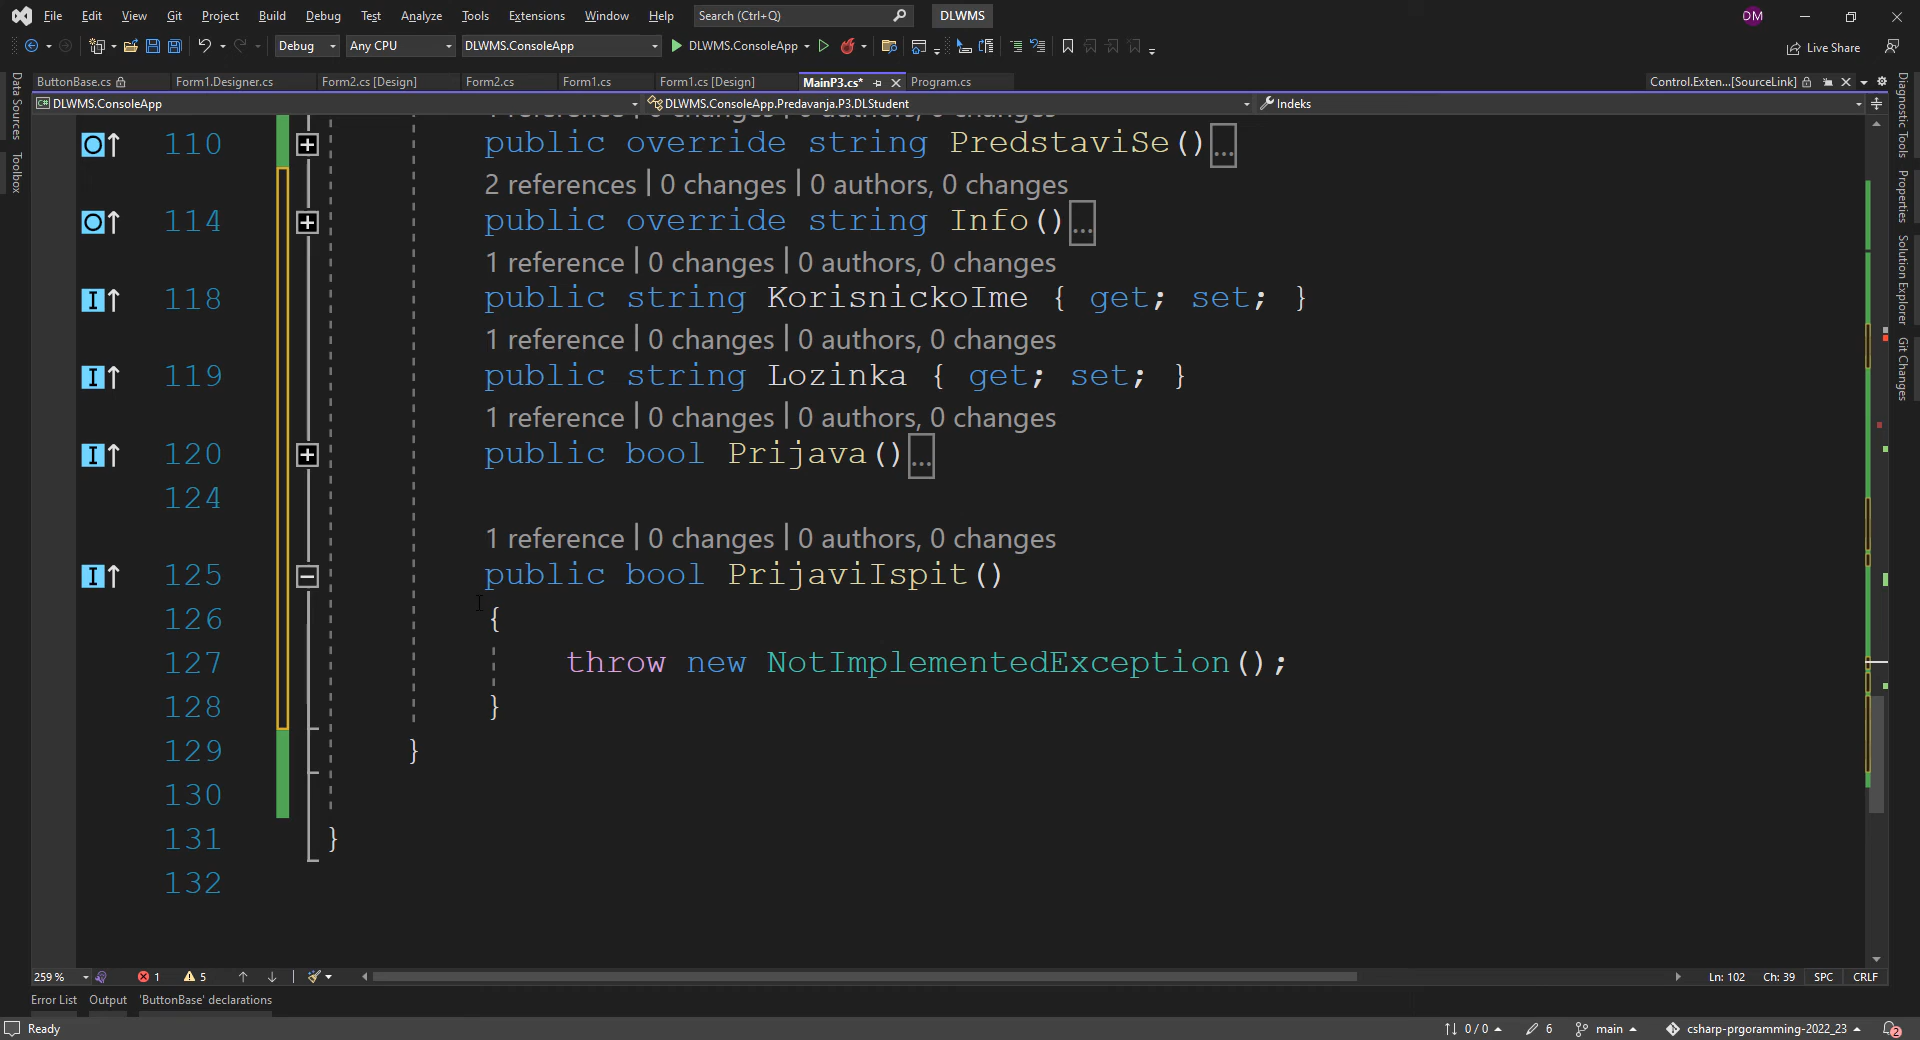 File Edit View Git Project Build Debug Test Analyze Tools Extensions Window Help Search (Ctrl+Q) DLWMS DM
Debug Any CPU DLWMS.ConsoleApp DLWMS.ConsoleApp Live Share
ButtonBase.cs Form1.Designer.cs Form2.cs [Design] Form2.cs Form1.cs Form1.cs [Design] MainP3.cs* Program.cs Control.Exten...[SourceLink]
DLWMS.ConsoleApp DLWMS.ConsoleApp.Predavanja.P3.DLStudent Indeks
Data Sources
Toolbox
Diagnostic Tools
Properties
Solution Explorer
Git Changes
110 public override string PredstaviSe()...
2 references | 0 changes | 0 authors, 0 changes
114 public override string Info()...
1 reference | 0 changes | 0 authors, 0 changes
118 public string KorisnickoIme { get; set; }
1 reference | 0 changes | 0 authors, 0 changes
119 public string Lozinka { get; set; }
1 reference | 0 changes | 0 authors, 0 changes
120 public bool Prijava()...
124
1 reference | 0 changes | 0 authors, 0 changes
125 public bool PrijaviIspit()
126 {
127 throw new NotImplementedException();
128 }
129 }
130
131 }
132
259 % 1 5 Ln: 102 Ch: 39 SPC CRLF
Error List Output 'ButtonBase' declarations
Ready 0 / 0 6 main csharp-prgoramming-2022_23 2